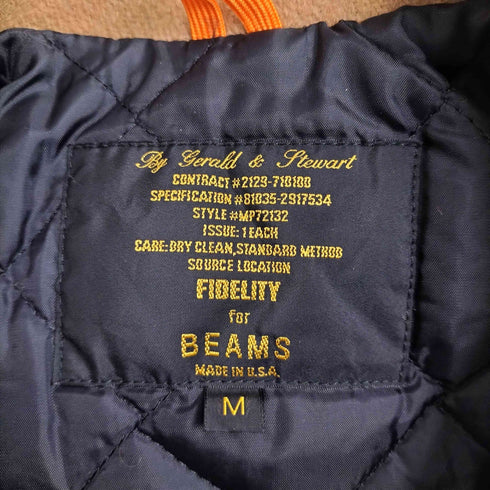 By Gerald & Stewart
CONTRACT #2129-710100
SPECIFICATION #81035-2917534
STYLE #MP72132
ISSUE: 1 EACH
CARE: DRY CLEAN, STANDARD METHOD
SOURCE LOCATION
FIDELITY
for
BEAMS
MADE IN U.S.A.
M